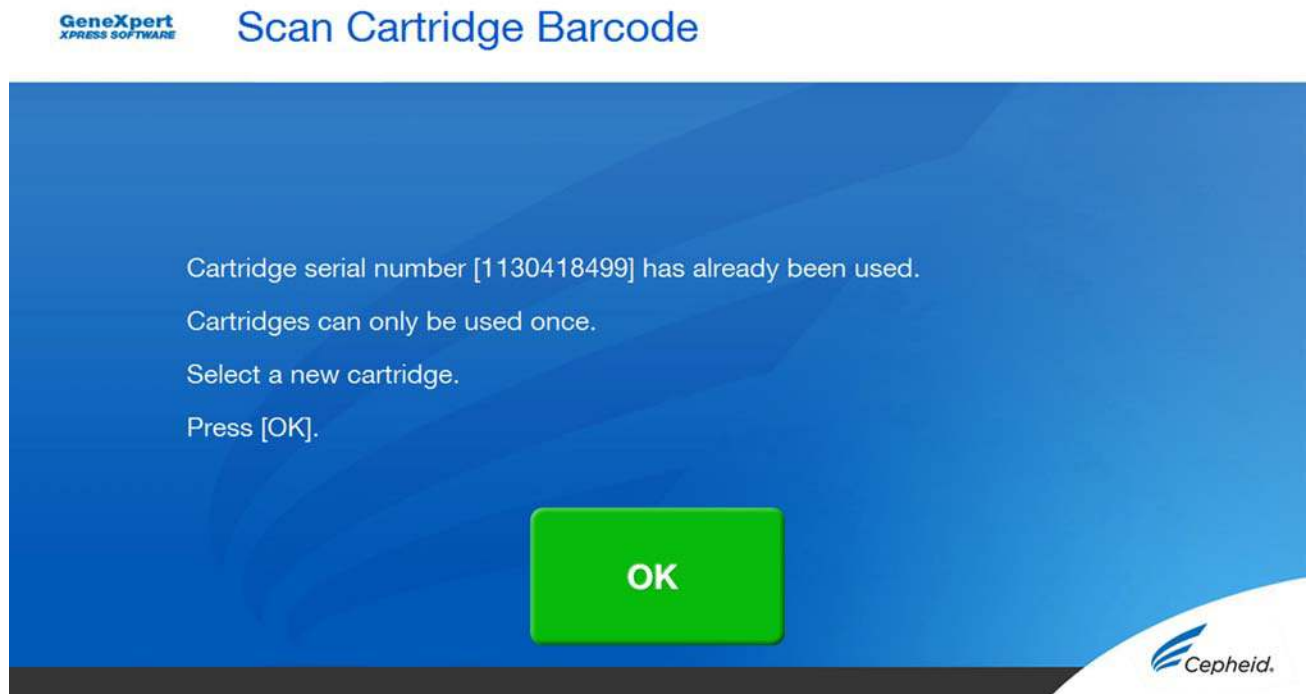 GeneXpert
XPRESS SOFTWARE
Scan Cartridge Barcode
Cartridge serial number [1130418499] has already been used.
Cartridges can only be used once.
Select a new cartridge.
Press [OK].
OK
Cepheid.